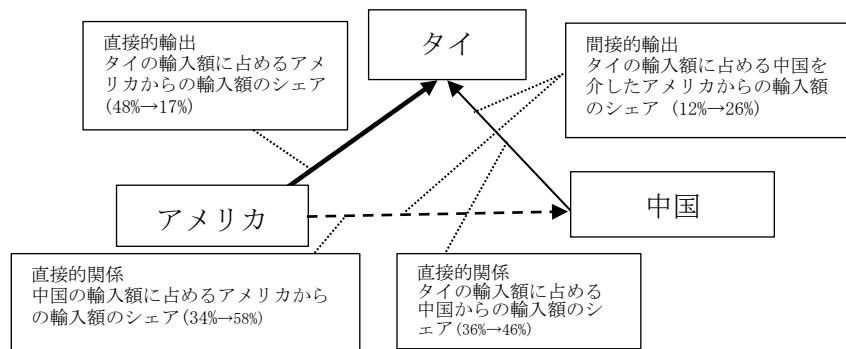 直接的輸出
タイの輸入額に占めるアメ
リカからの輸入額のシェア
(48%→17%)
タイ
間接的輸出
タイの輸入額に占める中国を
介したアメリカからの輸入額
のシェア (12%→26%)
アメリカ
中国
直接的関係
中国の輸入額に占めるアメリカか
らの輸入額のシェア(34%→58%)
直接的関係
タイの輸入額に占める
中国からの輸入額のシ
ェア(36%→46%)